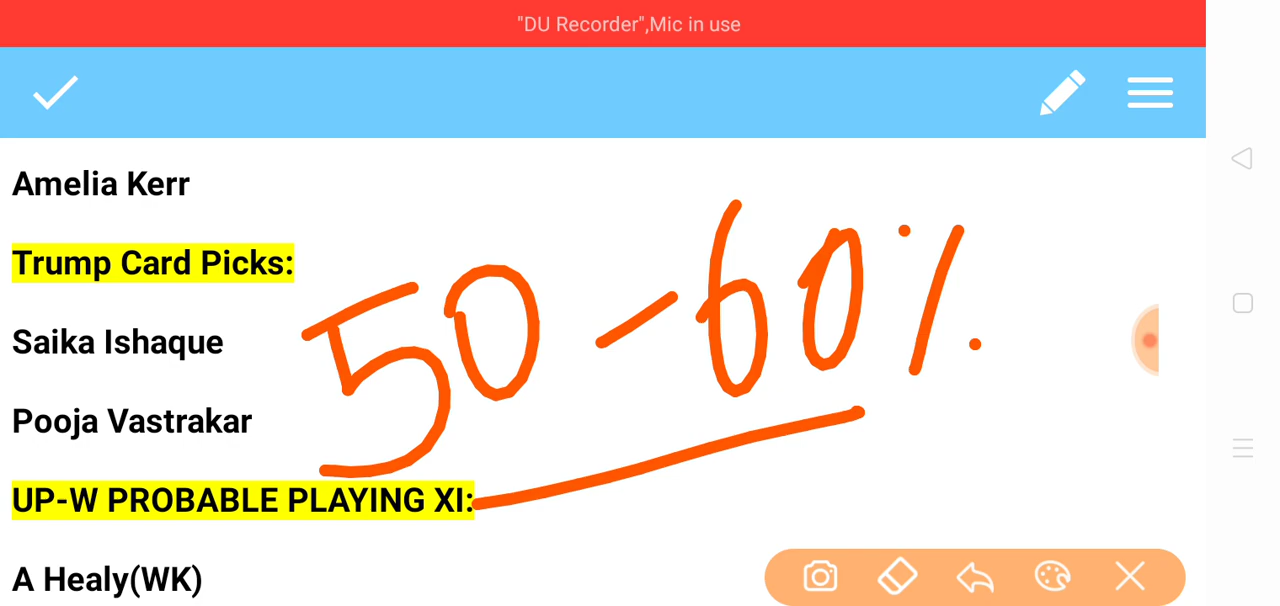 "DU Recorder",Mic in use
Amelia Kerr
Trump Card Picks:
50-60%
Saika Ishaque
Pooja Vastrakar
UP-W PROBABLE PLAYING XI:
A Healy(WK)